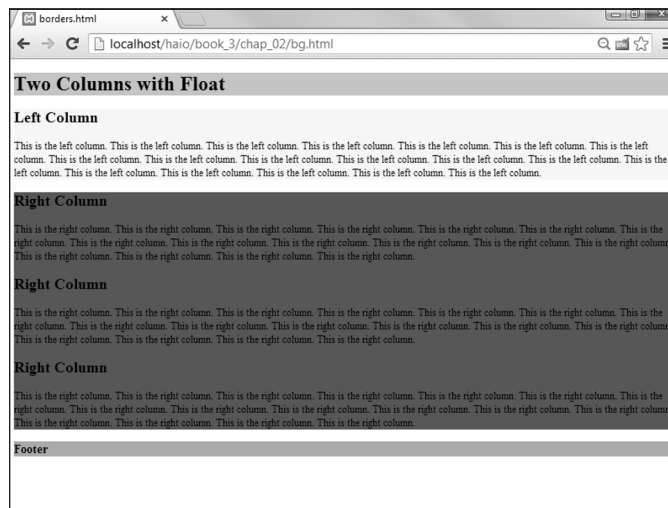 borders.html
localhost/haio/book_3/chap_02/bg.html
Two Columns with Float
Left Column
This is the left column. This is the left column. This is the left column. This is the left column. This is the left column. This is the left column. This is the left
column. This is the left column. This is the left column. This is the left column. This is the left column. This is the left column. This is the left column. This is the
left column. This is the left column. This is the left column. This is the left column. This is the left column. This is the left column.
Right Column
This is the right column. This is the right column. This is the right column. This is the right column. This is the right column. This is the right column. This is the
right column. This is the right column. This is the right column. This is the right column. This is the right column. This is the right column. This is the right column.
This is the right column. This is the right column. This is the right column. This is the right column.
Right Column
This is the right column. This is the right column. This is the right column. This is the right column. This is the right column. This is the right column. This is the
right column. This is the right column. This is the right column. This is the right column. This is the right column. This is the right column. This is the right column.
This is the right column. This is the right column. This is the right column. This is the right column.
Right Column
This is the right column. This is the right column. This is the right column. This is the right column. This is the right column. This is the right column. This is the
right column. This is the right column. This is the right column. This is the right column. This is the right column. This is the right column. This is the right column.
This is the right column. This is the right column. This is the right column. This is the right column.
Footer